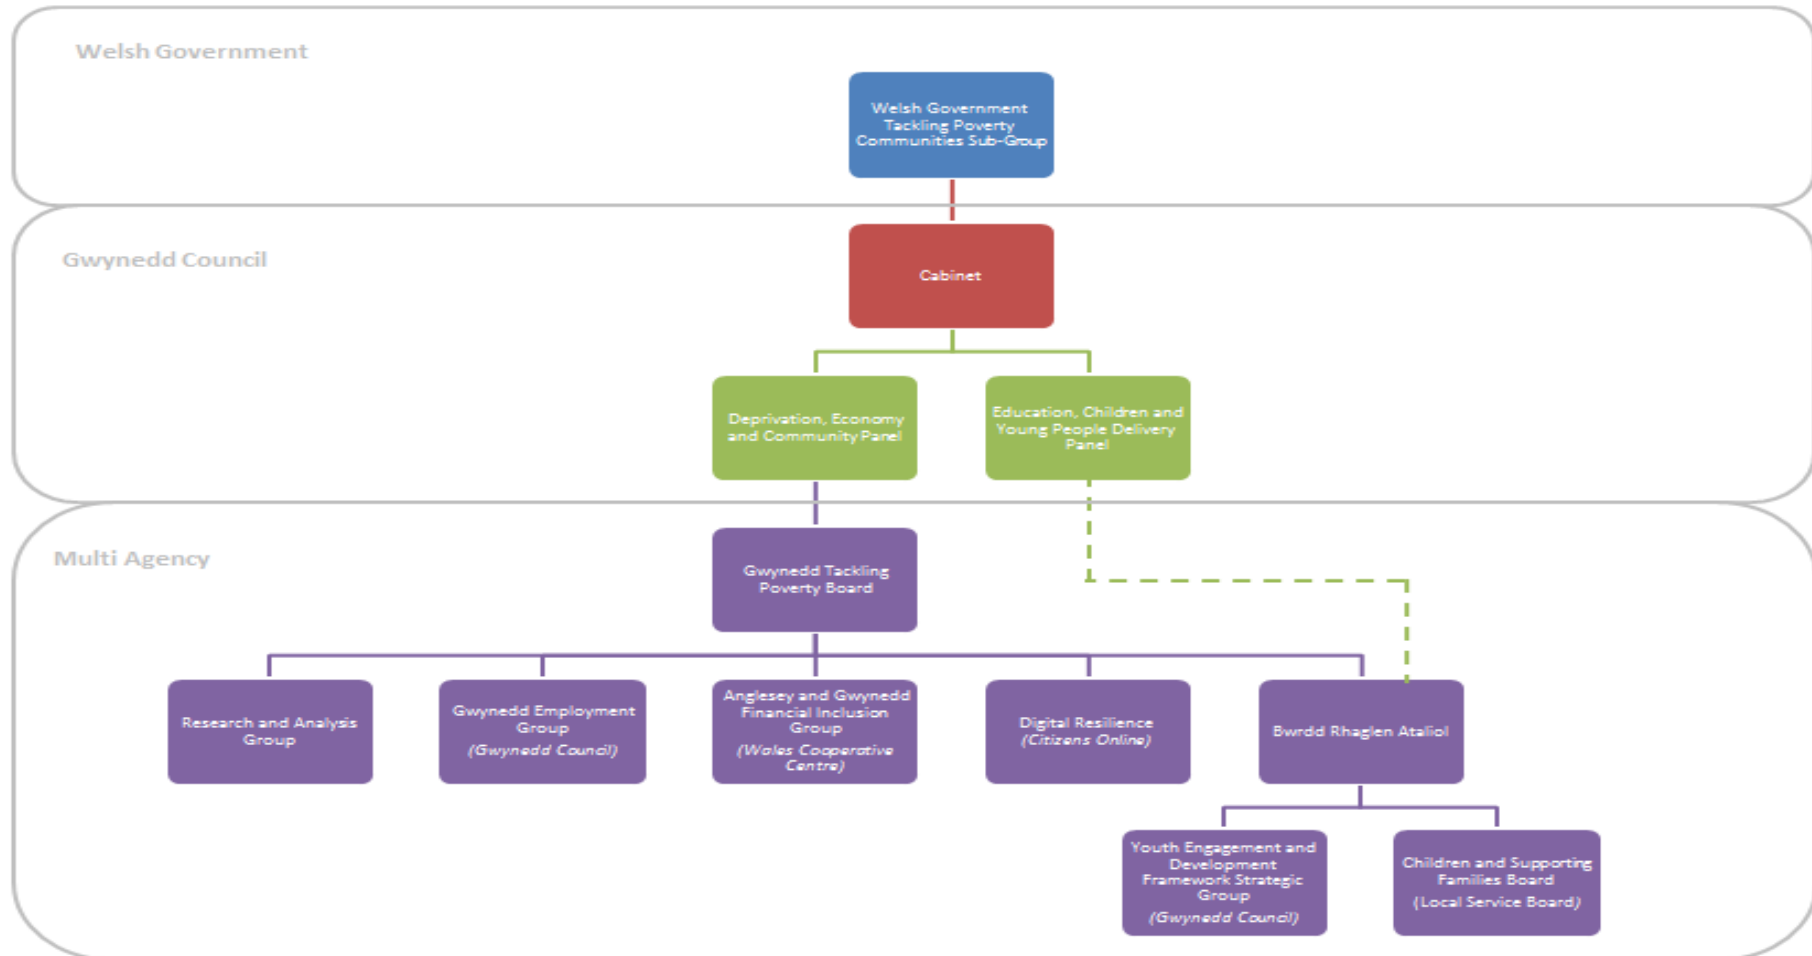 Welsh Government
Welsh Government
Tackling Poverty
Communities Sub-Group
Gwynedd Council
Cabinet
Deprivation, Economy
and Community Panel
Education, Children and
Young People Delivery
Panel
Multi Agency
Gwynedd Tackling
Poverty Board
Research and Analysis
Group
Gwynedd Employment
Group
(Gwynedd Council)
Anglesey and Gwynedd
Financial Inclusion
Group
(Wales Cooperative
Centre)
Digital Resilience
(Citizens Online)
Bwrdd Rhaglen Ataliol
Youth Engagement and
Development
Framework Strategic
Group
(Gwynedd Council)
Children and Supporting
Families Board
(Local Service Board)